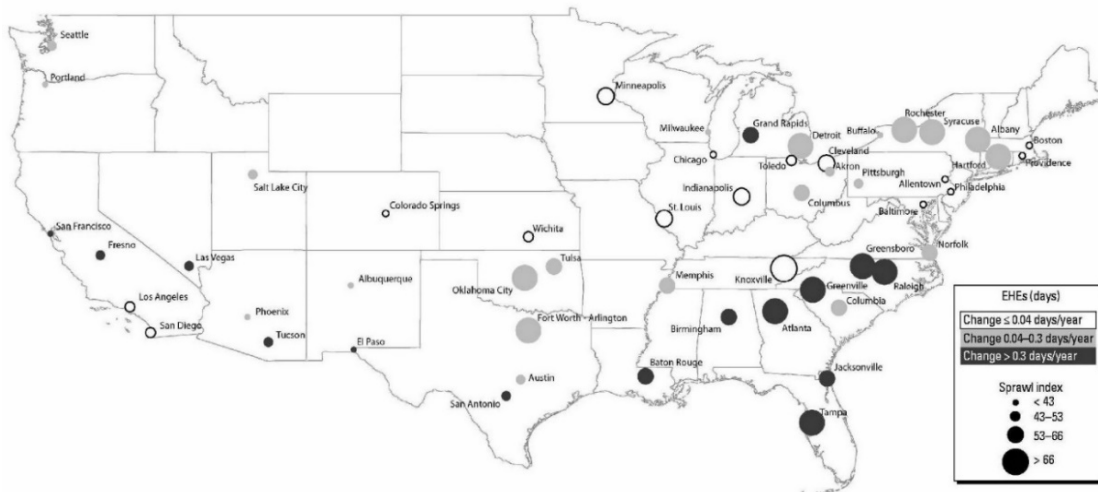 Seattle
Portland
Minneapolis
Milwaukee
Grand Rapids
Detroit
Buffalo
Rochester
Syracuse
Albany
Boston
Chicago
Toledo
Cleveland
Akron
Pittsburgh
Hartford
Providence
Allentown
Philadelphia
Salt Lake City
Colorado Springs
Indianapolis
St. Louis
Columbus
Baltimore
San Francisco
Fresno
Las Vegas
Wichita
Tulsa
Greensboro
Norfolk
Los Angeles
San Diego
Phoenix
Tucson
Albuquerque
Oklahoma City
Memphis
Knoxville
Greenville
Raleigh
Columbia
El Paso
Fort Worth - Arlington
Birmingham
Atlanta
Austin
San Antonio
Baton Rouge
Jacksonville
Tampa
EHEs (days)
Change ≤ 0.04 days/year
Change 0.04–0.3 days/year
Change > 0.3 days/year
Sprawl index
< 43
43–53
53–66
> 66